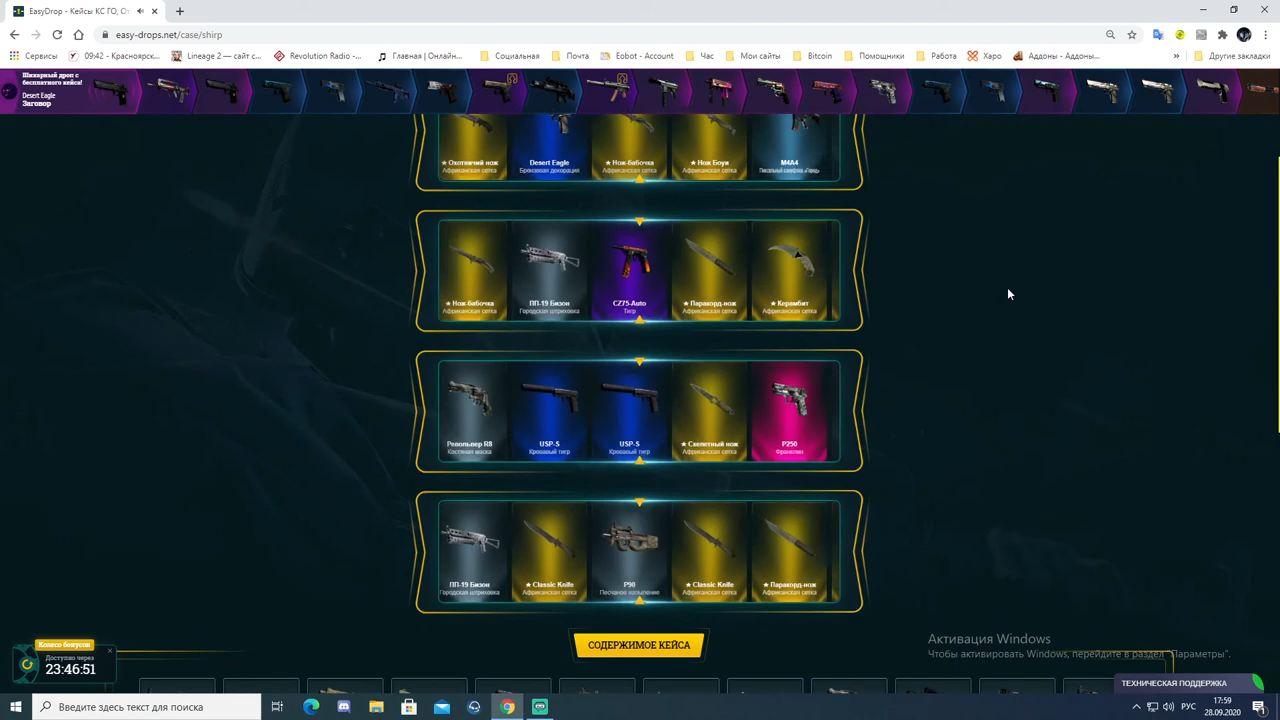 EasyDrop - Кейсы КС ГО, От
easy-drops.net/case/shirp
Сервисы
09:42 - Красноярск...
Lineage 2 — сайт с...
Revolution Radio -...
Главная | Онлайн...
Социальная
Почта
Eobot - Account
Час
Мои сайты
Bitcoin
Помощники
Работа
Харо
Аддоны - Аддоны...
»
Другие закладки
Шикарный дроп с
бесплатного кейса!
Desert Eagle
Заговор
★ Охотничий нож
Африканская сетка
Desert Eagle
Бронзовая декорация
★ Нож-бабочка
Африканская сетка
★ Нож Боуи
Африканская сетка
M4A4
★ Нож-бабочка
Африканская сетка
ПП-19 Бизон
Городская штриховка
CZ75-Auto
Тигр
★ Паракорд-нож
Африканская сетка
★ Керамбит
Африканская сетка
Револьвер R8
Костяная маска
USP-S
Кровавый тигр
USP-S
Кровавый тигр
★ Скелетный нож
Африканская сетка
P250
Франклин
ПП-19 Бизон
Городская штриховка
★ Classic Knife
Африканская сетка
P90
Песчаное напыление
★ Classic Knife
Африканская сетка
★ Паракорд-нож
Африканская сетка
СОДЕРЖИМОЕ КЕЙСА
Колесо бонусов
Доступно через
23:46:51
Активация Windows
Чтобы активировать Windows, перейдите в раздел "Параметры".
ТЕХНИЧЕСКАЯ ПОДДЕРЖКА
Введите здесь текст для поиска
РУС
17:59
28.09.2020